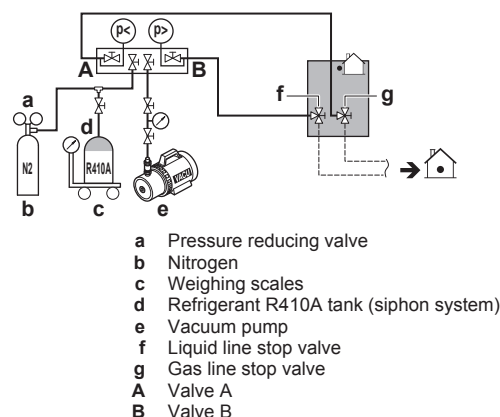 p< p>
A B
f g
a
d
N2 R410A VACU
b c e
a Pressure reducing valve
b Nitrogen
c Weighing scales
d Refrigerant R410A tank (siphon system)
e Vacuum pump
f Liquid line stop valve
g Gas line stop valve
A Valve A
B Valve B